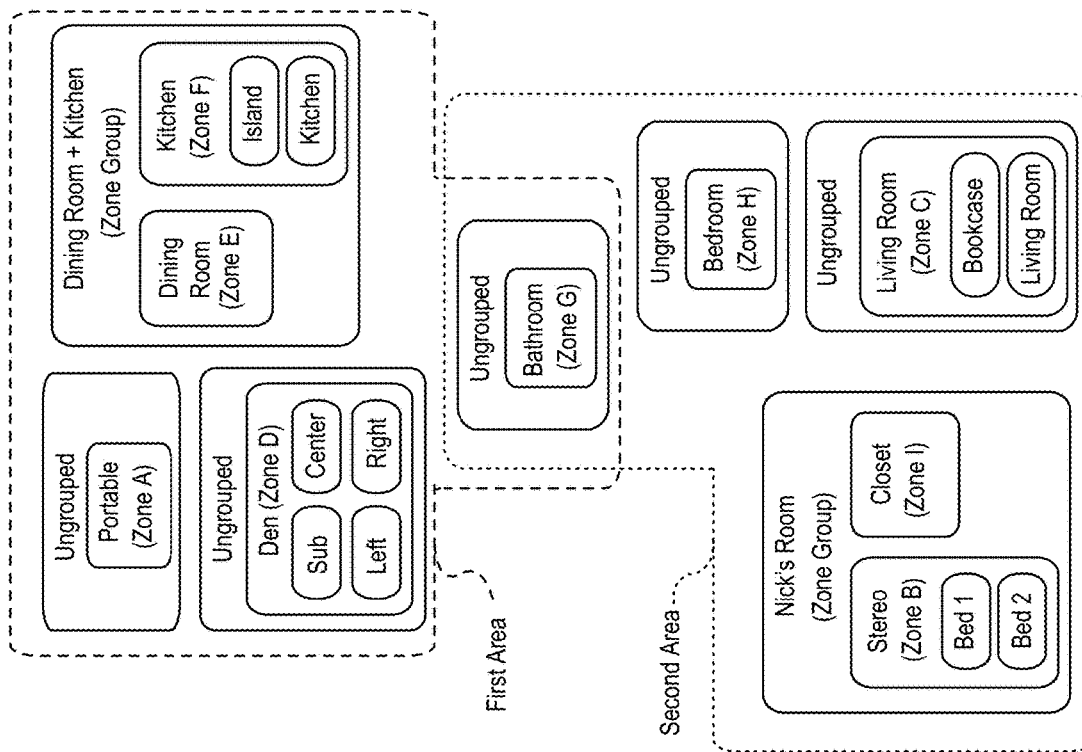 Ungrouped
Portable
(Zone A)
Ungrouped
Den (Zone D)
Sub
Center
Left
Right
Dining Room + Kitchen
(Zone Group)
Dining
Room
(Zone E)
Kitchen
(Zone F)
Island
Kitchen
First Area
Ungrouped
Bathroom
(Zone G)
Second Area
Ungrouped
Bedroom
(Zone H)
Nick's Room
(Zone Group)
Stereo
(Zone B)
Bed 1
Bed 2
Closet
(Zone I)
Ungrouped
Living Room
(Zone C)
Bookcase
Living Room